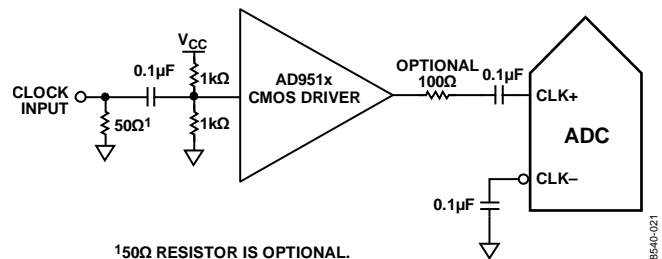 VCC
0.1µF
1kΩ
CLOCK
INPUT
50Ω1
1kΩ
AD951x
CMOS DRIVER
OPTIONAL
100Ω
0.1µF
CLK+
ADC
CLK–
0.1µF
150Ω RESISTOR IS OPTIONAL.
8540-021